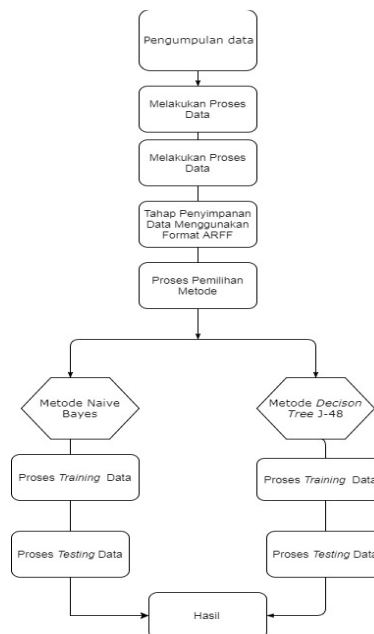 Pengumpulan data
Melakukan Proses
Data
Melakukan Proses
Data
Tahap Penyimpanan
Data Menggunakan
Format ARFF
Proses Pemilihan
Metode
Metode Naive
Bayes
Proses Training Data
Proses Testing Data
Metode Decison
Tree J-48
Proses Training Data
Proses Testing Data
Hasil